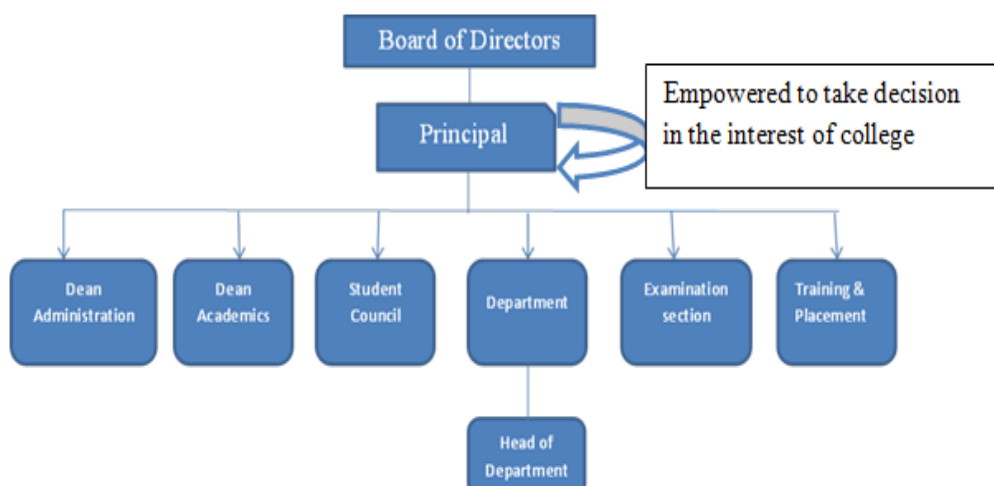 Board of Directors
Principal
Empowered to take decision
in the interest of college
Dean
Administration
Dean
Academics
Student
Council
Department
Examination
section
Training &
Placement
Head of
Department